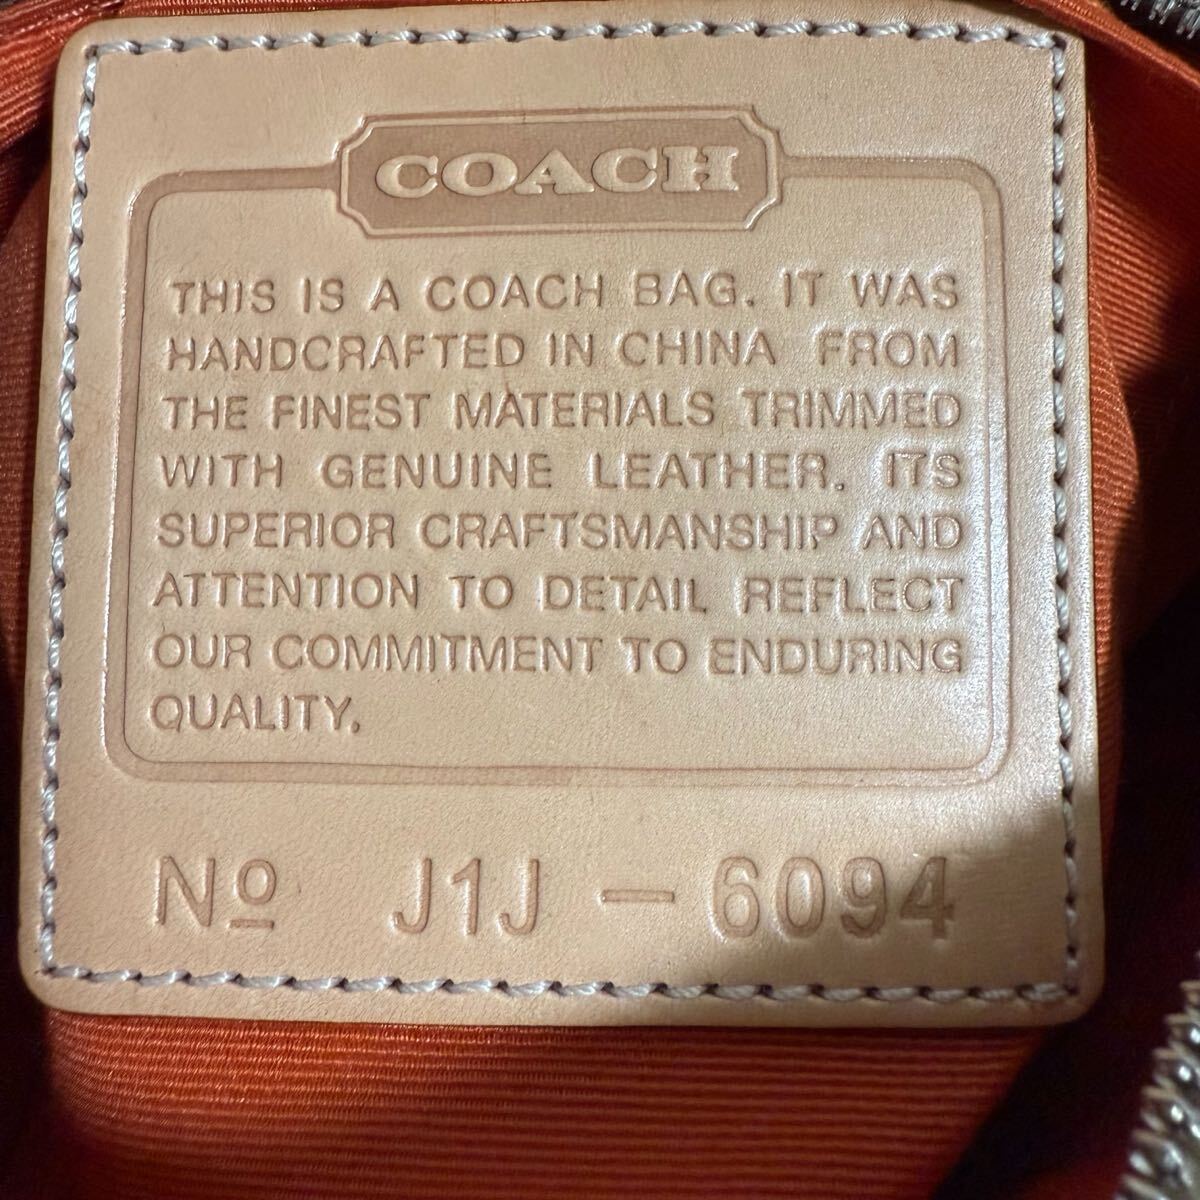 COACH
THIS IS A COACH BAG. IT WAS
HANDCRAFTED IN CHINA FROM
THE FINEST MATERIALS TRIMMED
WITH GENUINE LEATHER. ITS
SUPERIOR CRAFTSMANSHIP AND
ATTENTION TO DETAIL REFLECT
OUR COMMITMENT TO ENDURING
QUALITY.
Nº J1J - 6094